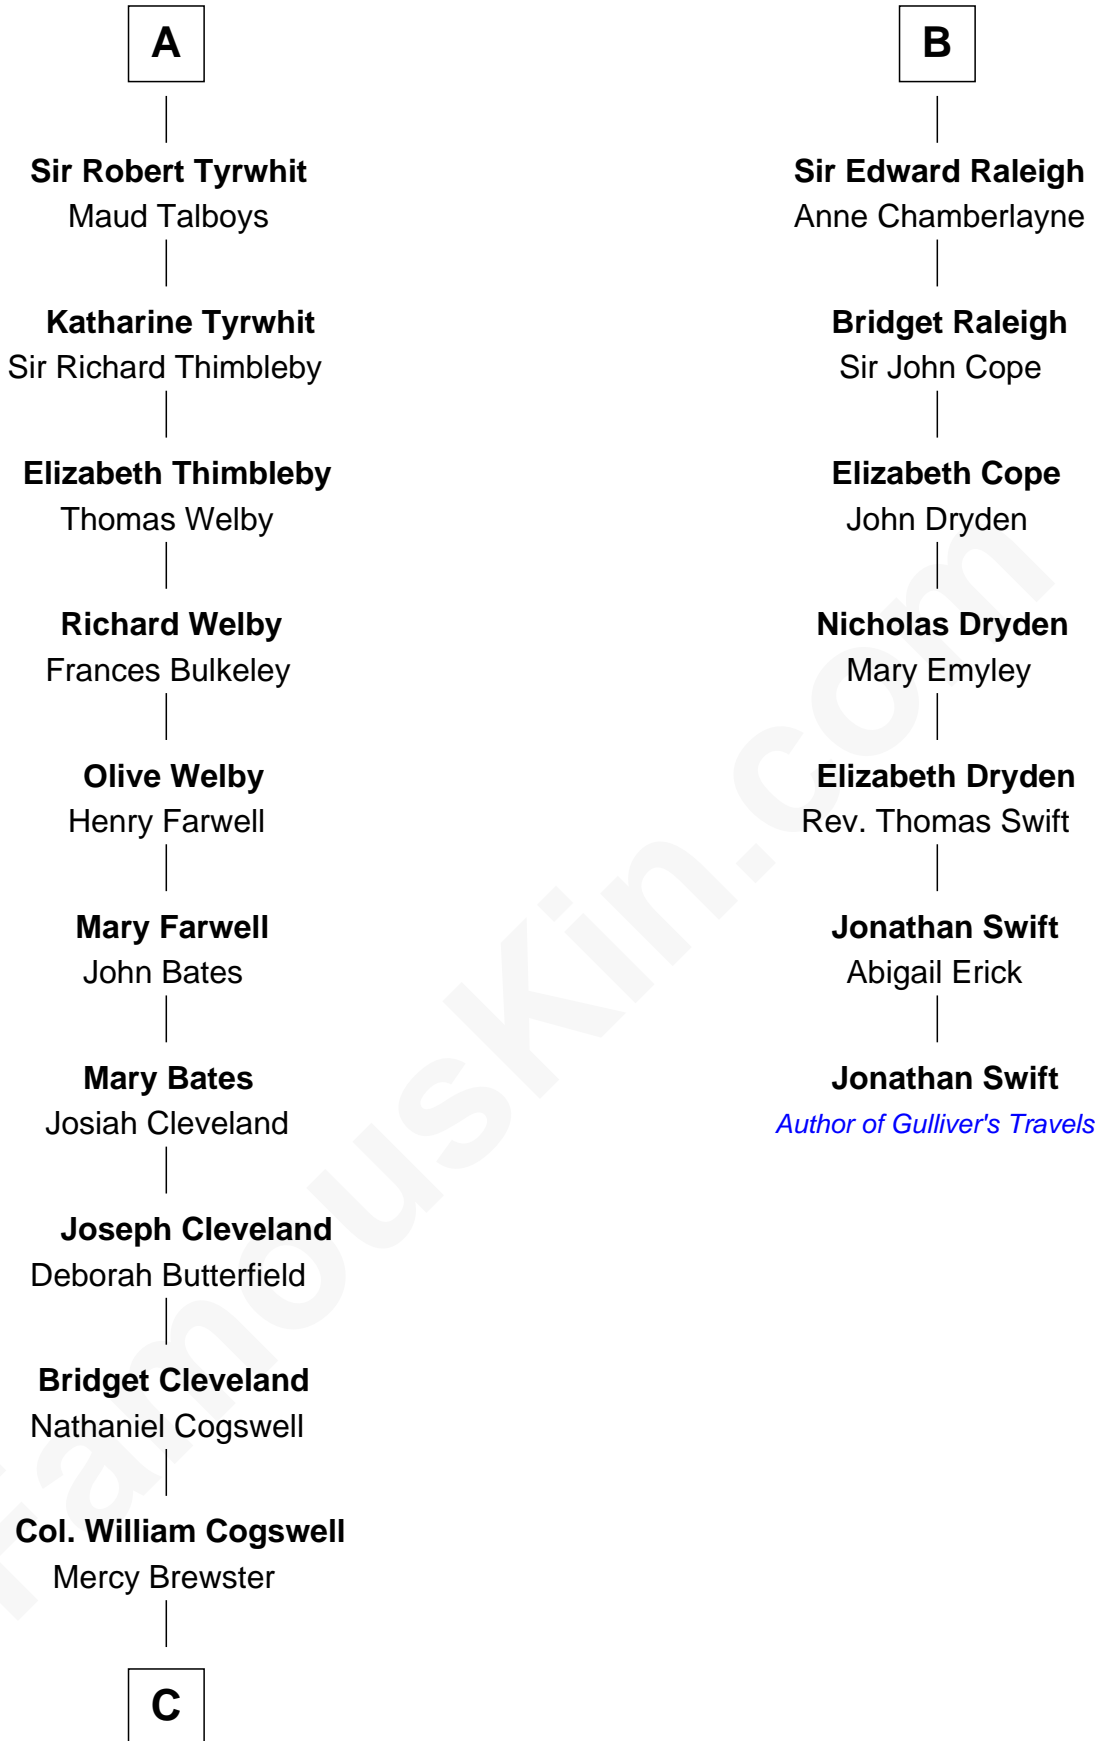 A
Sir Robert Tyrwhit
Maud Talboys
Katharine Tyrwhit
Sir Richard Thimbleby
Elizabeth Thimbleby
Thomas Welby
Richard Welby
Frances Bulkeley
Olive Welby
Henry Farwell
Mary Farwell
John Bates
Mary Bates
Josiah Cleveland
Joseph Cleveland
Deborah Butterfield
Bridget Cleveland
Nathaniel Cogswell
Col. William Cogswell
Mercy Brewster
C
B
Sir Edward Raleigh
Anne Chamberlayne
Bridget Raleigh
Sir John Cope
Elizabeth Cope
John Dryden
Nicholas Dryden
Mary Emyley
Elizabeth Dryden
Rev. Thomas Swift
Jonathan Swift
Abigail Erick
Jonathan Swift
Author of Gulliver's Travels
FamousKin.com